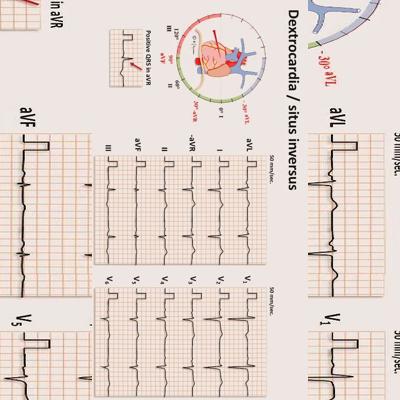 Dextrocardia / situs inversus
-30° aVL
0° I
60° II
90° aVF
120° III
Positive QRS in aVR
50 mm/sec.
aVL
I
-aVR
II
aVF
III
50 mm/sec.
V1
V2
V3
V4
V5
V6
in aVR
aVF
V5
-30° aVL
aVL
50 mm/sec.
V1
50 mm/sec.